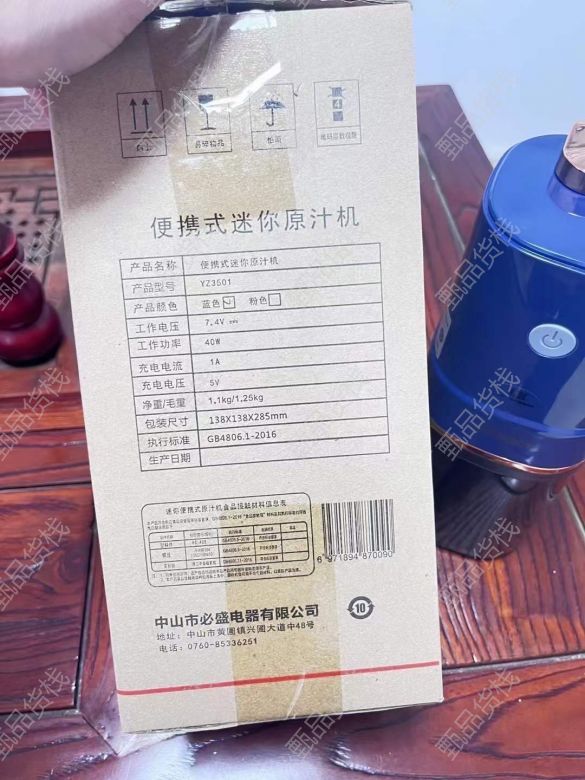 向上
易碎物品
怕雨
堆码层数极限
4
便携式迷你原汁机
产品名称 便携式迷你原汁机
产品型号 YZ3501
产品颜色 蓝色 粉色
工作电压 7.4V
工作功率 40W
充电电流 1A
充电电压 5V
净重/毛重 1.1kg/1.25kg
包装尺寸 138X138X285mm
执行标准 GB4806.1-2016
生产日期
迷你便携式原汁机食品接触材料信息表
6 971894 870090
中山市必盛电器有限公司
地址: 中山市黄圃镇兴圃大道中48号
电话: 0760-85336251
10
甄品货栈